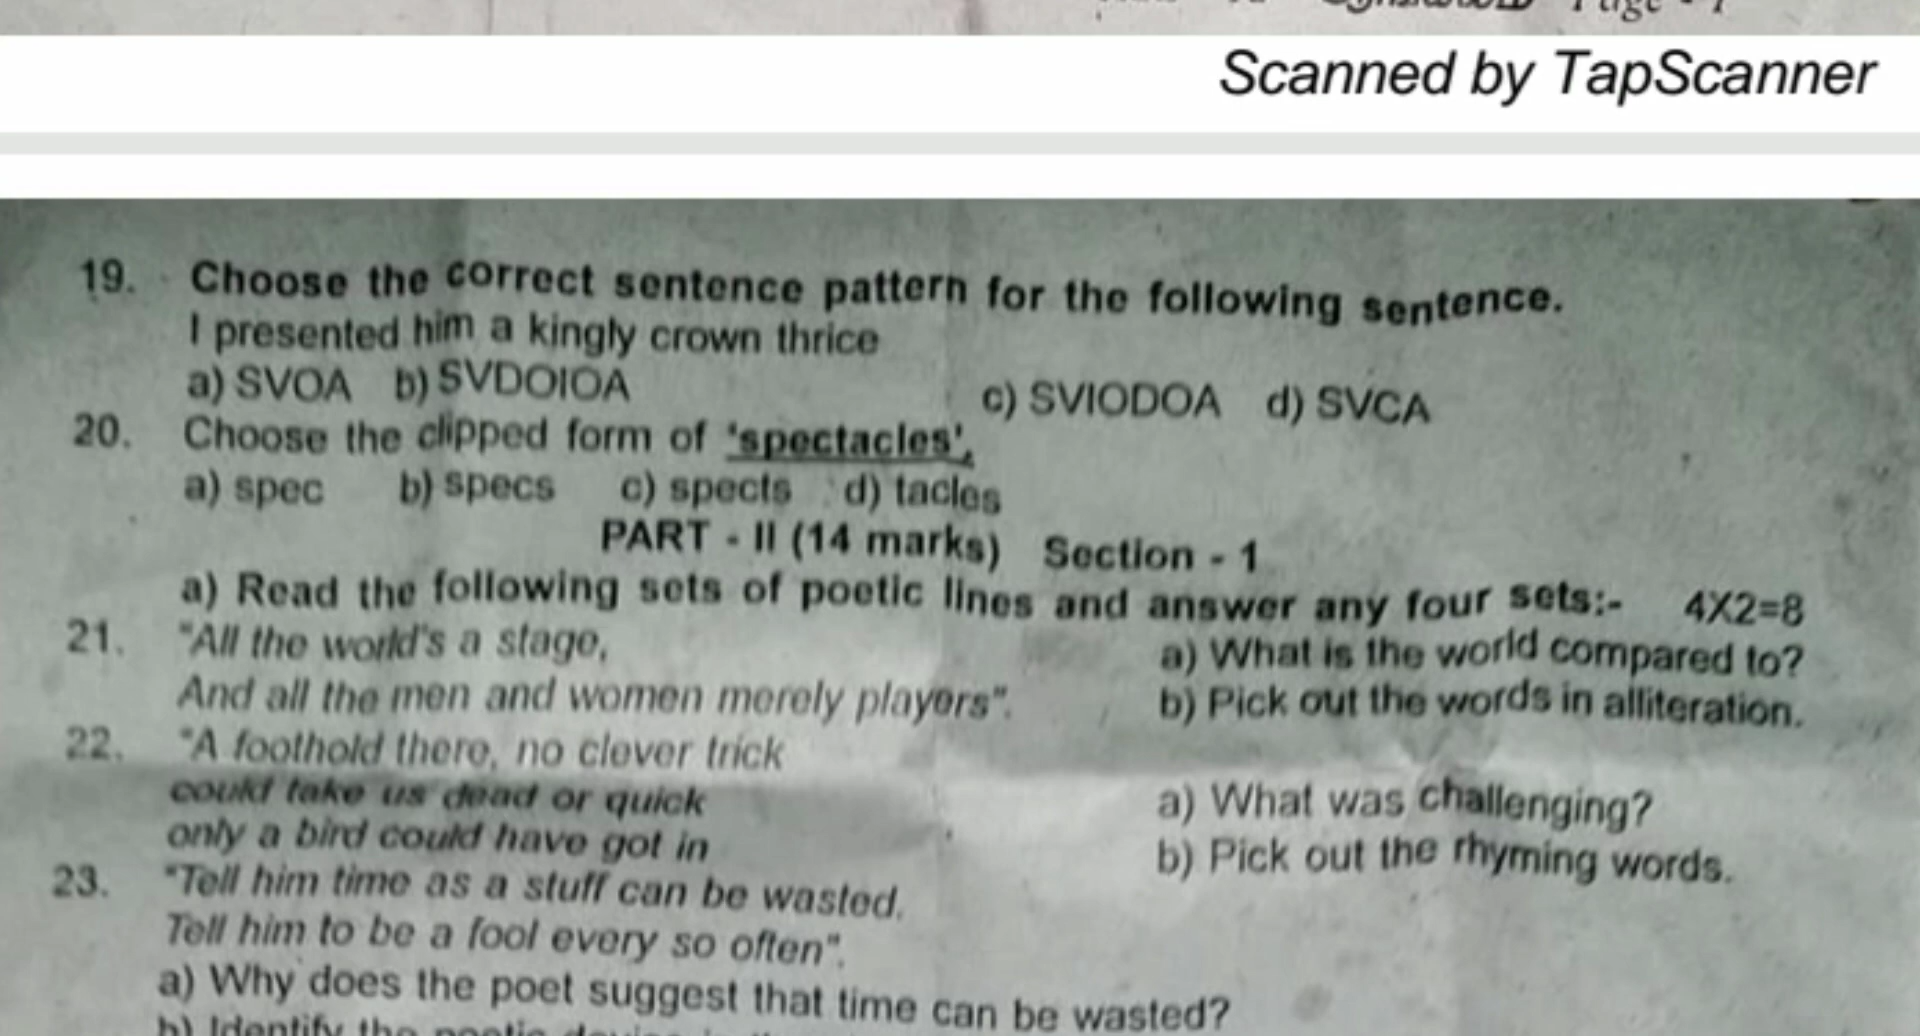 Page - 1
Scanned by TapScanner
19. Choose the correct sentence pattern for the following sentence.
I presented him a kingly crown thrice
a) SVOA b) SVDOIOA c) SVIODOA d) SVCA
20. Choose the clipped form of 'spectacles',
a) spec b) specs c) spects d) tacles
PART - II (14 marks) Section - 1
a) Read the following sets of poetic lines and answer any four sets:- 4X2=8
21. "All the world's a stage, a) What is the world compared to?
And all the men and women merely players". b) Pick out the words in alliteration.
22. "A foothold there, no clever trick
could take us dead or quick a) What was challenging?
only a bird could have got in b) Pick out the rhyming words.
23. "Tell him time as a stuff can be wasted.
Tell him to be a fool every so often".
a) Why does the poet suggest that time can be wasted?
b) Identify the poetic